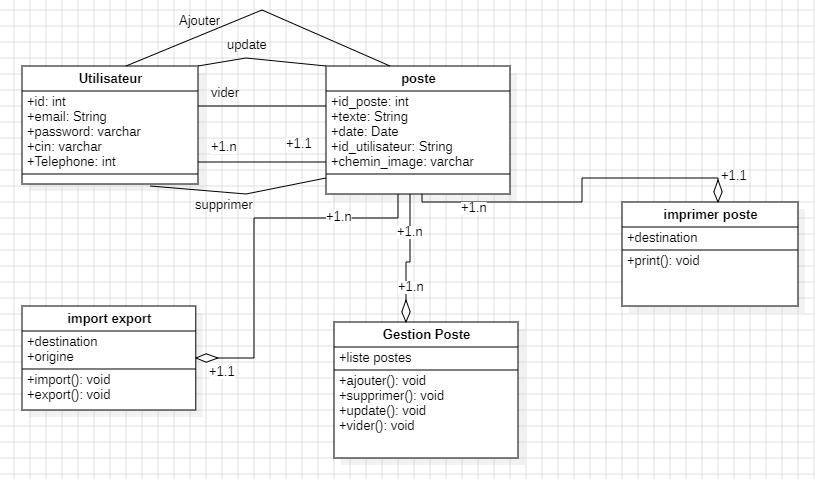 Ajouter
update
Utilisateur
+id: int
+email: String
+password: varchar
+cin: varchar
+Telephone: int
vider
+1.n
+1.1
supprimer
poste
+id_poste: int
+texte: String
+date: Date
+id_utilisateur: String
+chemin_image: varchar
+1.n
+1.n
+1.n
+1.1
imprimer poste
+destination
+print(): void
+1.n
import export
+destination
+origine
+import(): void
+export(): void
+1.1
Gestion Poste
+liste postes
+ajouter(): void
+supprimer(): void
+update(): void
+vider(): void